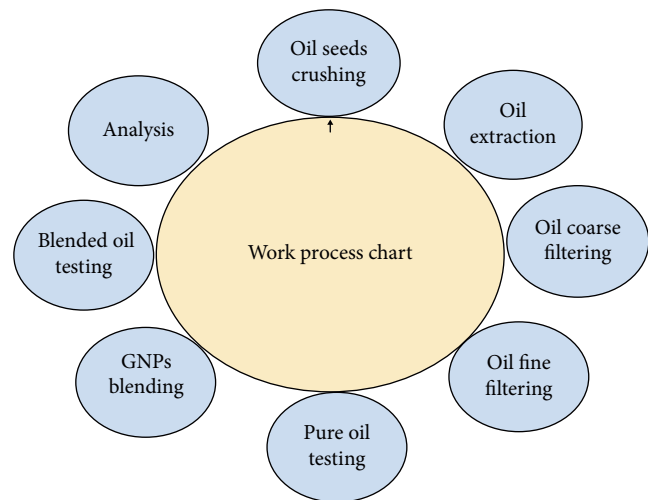 Oil seeds
crushing
Oil
extraction
Oil coarse
filtering
Oil fine
filtering
Pure oil
testing
GNPs
blending
Blended oil
testing
Analysis
Work process chart